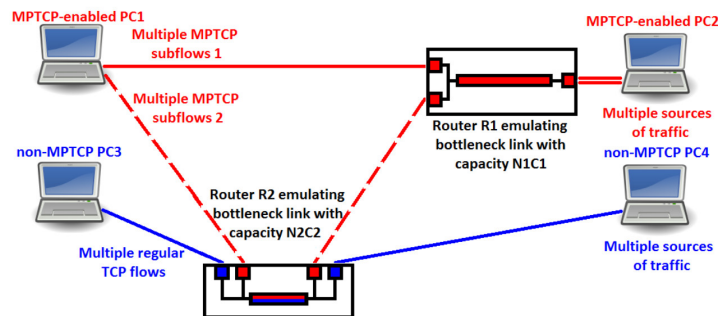 MPTCP-enabled PC1
MPTCP-enabled PC2
Multiple MPTCP
subflows 1
Multiple MPTCP
subflows 2
Multiple sources
of traffic
Router R1 emulating
bottleneck link with
capacity N1C1
non-MPTCP PC3
non-MPTCP PC4
Router R2 emulating
bottleneck link with
capacity N2C2
Multiple regular
TCP flows
Multiple sources
of traffic